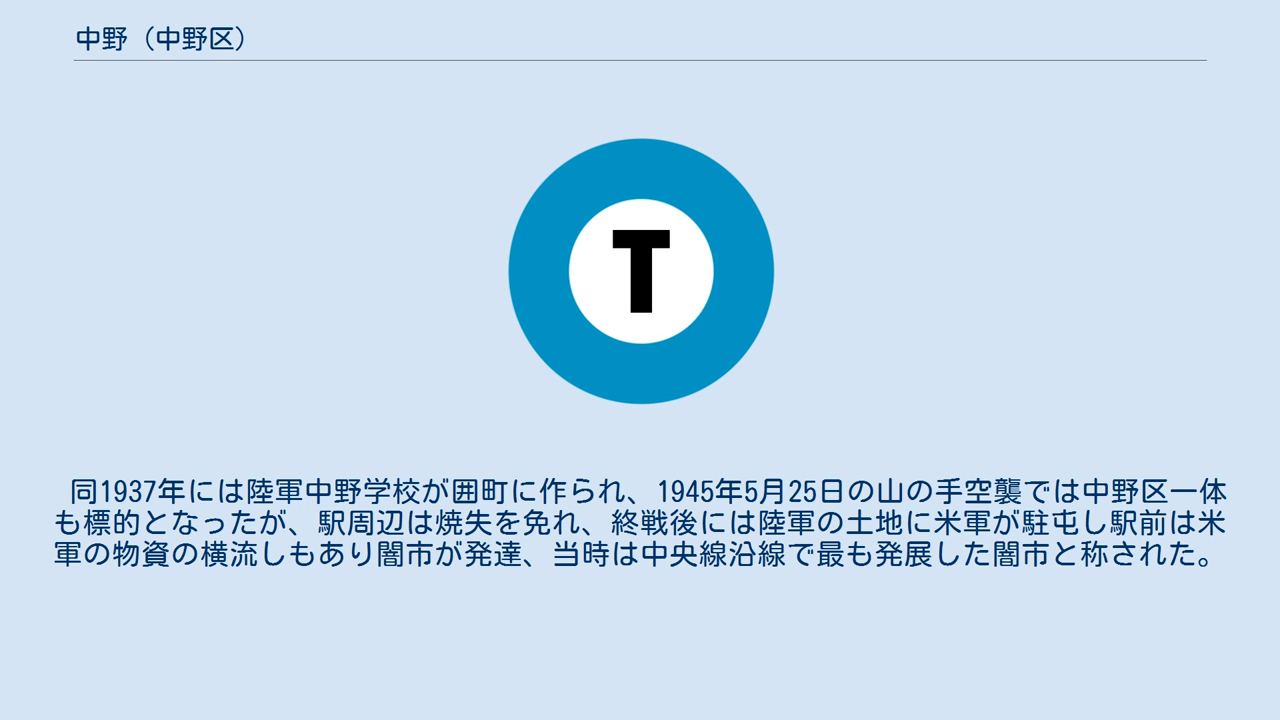 中野（中野区）
T
同1937年には陸軍中野学校が囲町に作られ、1945年5月25日の山の手空襲では中野区一体
も標的となったが、駅周辺は焼失を免れ、終戦後には陸軍の土地に米軍が駐屯し駅前は米
軍の物資の横流しもあり闇市が発達、当時は中央線沿線で最も発展した闇市と称された。